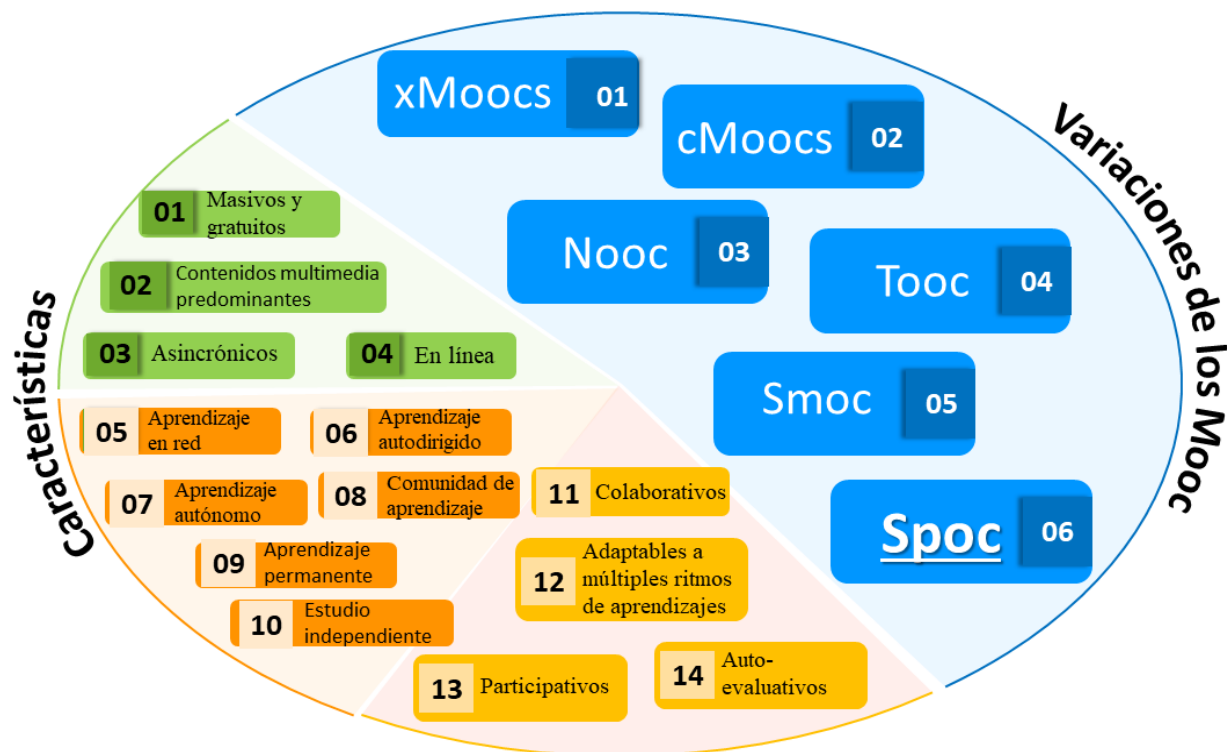 Variaciones de los Mooc
xMoocs 01
cMoocs 02
Nooc 03
Tooc 04
Smoc 05
Spoc 06
Características
01 Masivos y
gratuitos
02 Contenidos multimedia
predominantes
03 Asincrónicos
04 En línea
05 Aprendizaje
en red
06 Aprendizaje
autodirigido
07 Aprendizaje
autónomo
08 Comunidad de
aprendizaje
09 Aprendizaje
permanente
10 Estudio
independiente
11 Colaborativos
12 Adaptables a
múltiples ritmos
de aprendizajes
13 Participativos
14 Auto-
evaluativos